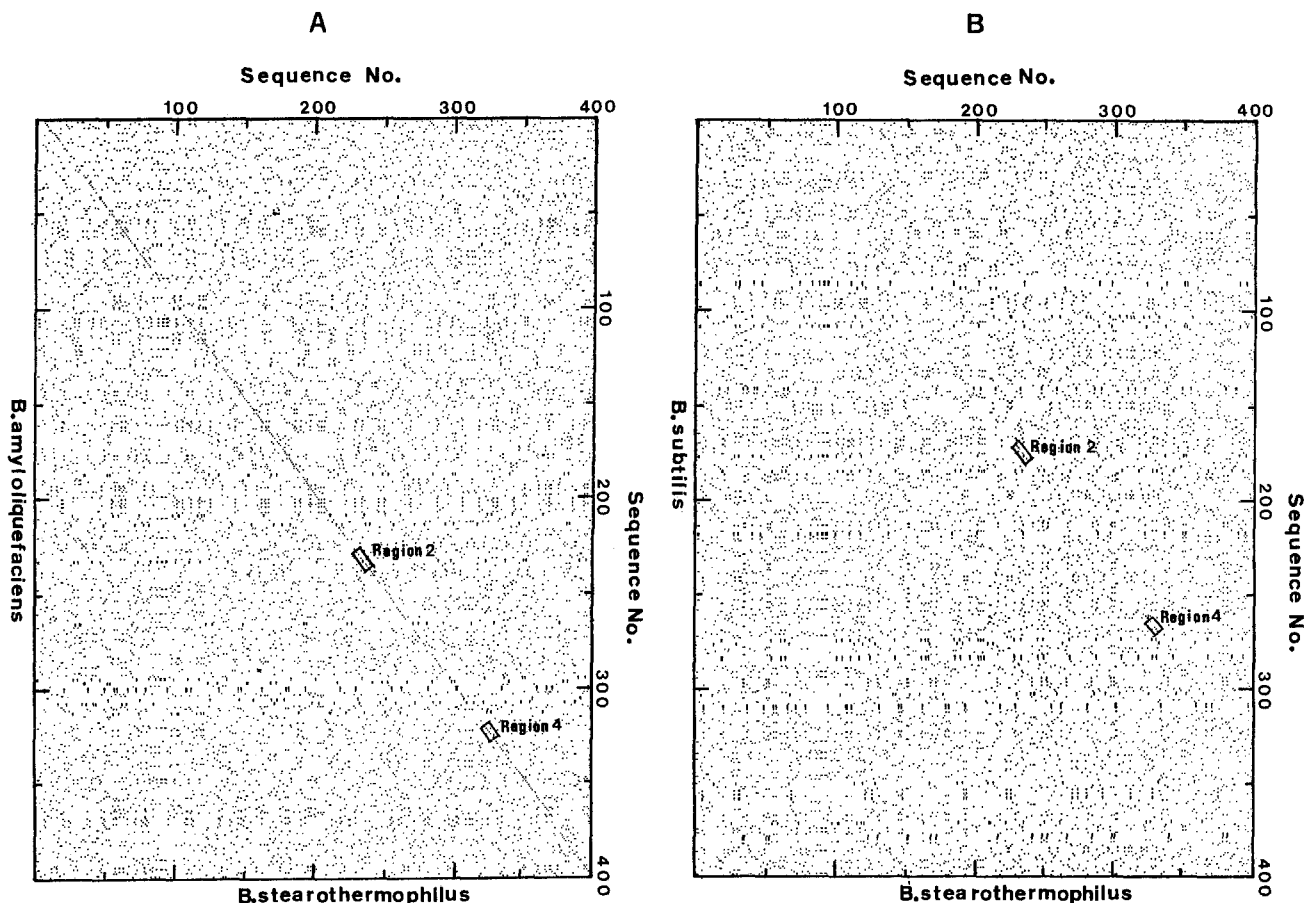 A
Sequence No.
100 200 300 400
100
200
300
400
Sequence No.
B.amyloliquefaciens
Region 2
Region 4
B.stearothermophilus
B
Sequence No.
100 200 300 400
100
200
300
400
Sequence No.
B.subtilis
Region 2
Region 4
B.stearothermophilus